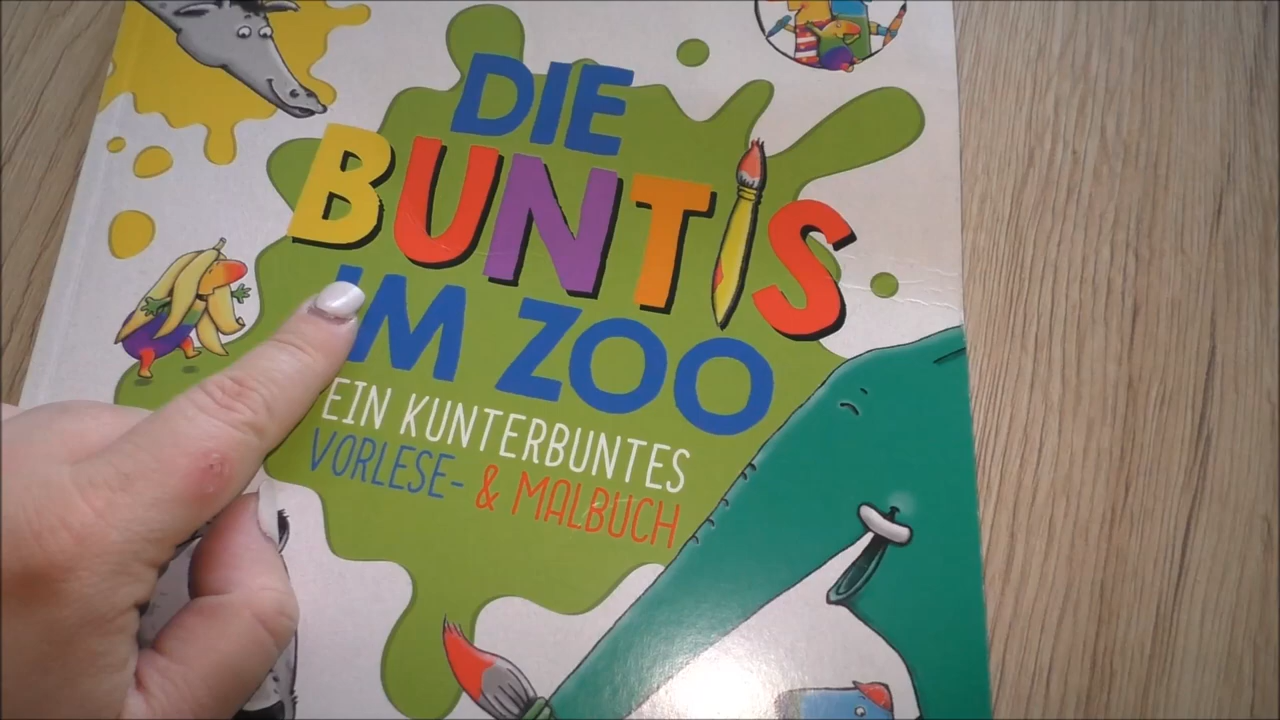 DIE
BUNTIS
IM ZOO
EIN KUNTERBUNTES
VORLESE- & MALBUCH